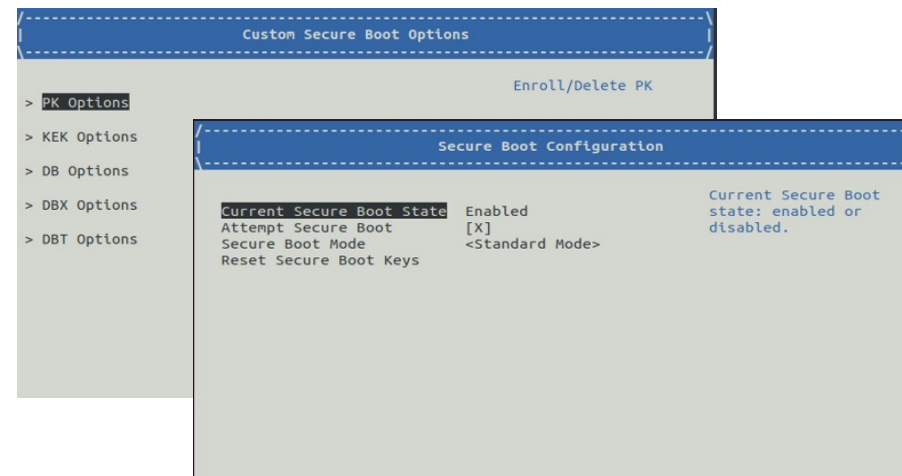 Custom Secure Boot Options
Enroll/Delete PK
> PK Options
> KEK Options
> DB Options
> DBX Options
> DBT Options
Secure Boot Configuration
Current Secure Boot State Enabled
Attempt Secure Boot [X]
Secure Boot Mode <Standard Mode>
Reset Secure Boot Keys
Current Secure Boot
state: enabled or
disabled.